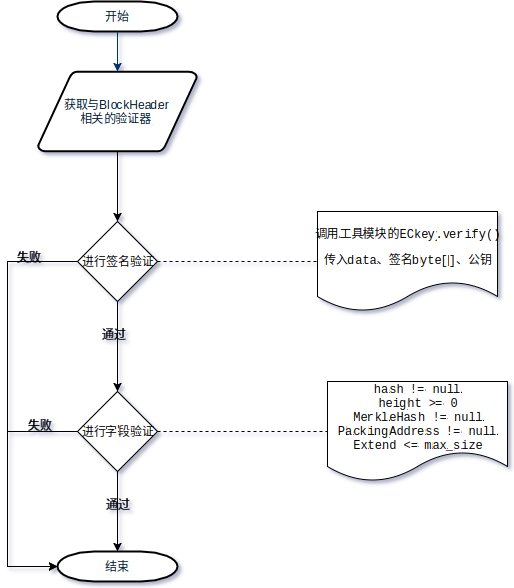 开始
获取与BlockHeader
相关的验证器
调用工具模块的ECkey.verify()
失败
进行签名验证
传入data、签名byte[]、公钥
通过
hash != null
height >= 0
MerkleHash != null
失败
进行字段验证
PackingAddress != null
Extend <= max_size
通过
结束